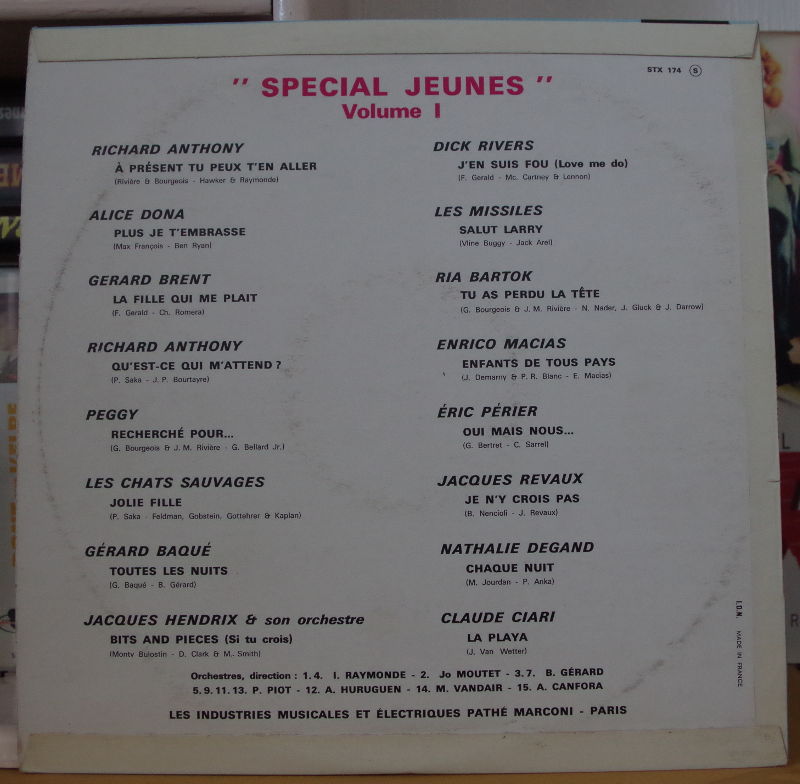 STX 174 S
" SPECIAL JEUNES "
Volume I
RICHARD ANTHONY
À PRÉSENT TU PEUX T'EN ALLER
(Rivière & Bourgeois - Hawker & Raymonde)
ALICE DONA
PLUS JE T'EMBRASSE
(Max François - Ben Ryan)
GERARD BRENT
LA FILLE QUI ME PLAIT
(F. Gerald - Ch. Romera)
RICHARD ANTHONY
QU'EST-CE QUI M'ATTEND ?
(P. Saka - J. P. Bourtayre)
PEGGY
RECHERCHÉ POUR...
(G. Bourgeois & J. M. Rivière - G. Bellard Jr.)
LES CHATS SAUVAGES
JOLIE FILLE
(P. Saka - Feldman, Gobstein, Gottehrer & Kaplan)
GÉRARD BAQUÉ
TOUTES LES NUITS
(G. Baqué - B. Gérard)
JACQUES HENDRIX & son orchestre
BITS AND PIECES (Si tu crois)
(Monty Bulostin - D. Clark & M. Smith)
DICK RIVERS
J'EN SUIS FOU (Love me do)
(F. Gerald - Mc. Cartney & Lennon)
LES MISSILES
SALUT LARRY
(Vline Buggy - Jack Arel)
RIA BARTOK
TU AS PERDU LA TÊTE
(G. Bourgeois & J. M. Rivière - N. Nader, J. Gluck & J. Darrow)
ENRICO MACIAS
ENFANTS DE TOUS PAYS
(J. Demarny & P. R. Blanc - E. Macias)
ÉRIC PÉRIER
OUI MAIS NOUS...
(G. Bertret - C. Sarrel)
JACQUES REVAUX
JE N'Y CROIS PAS
(B. Nencioli - J. Revaux)
NATHALIE DEGAND
CHAQUE NUIT
(M. Jourdan - P. Anka)
CLAUDE CIARI
LA PLAYA
(J. Van Wetter)
Orchestres, direction : 1.4. I. RAYMONDE - 2. Jo MOUTET - 3.7. B. GÉRARD
5.9.11.13. P. PIOT - 12. A. HURUGUEN - 14. M. VANDAIR - 15. A. CANFORA
LES INDUSTRIES MUSICALES ET ÉLECTRIQUES PATHÉ MARCONI - PARIS
I.D.N. MADE IN FRANCE